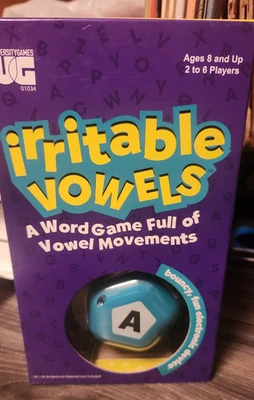 VERSITYGAMES
UG
01034
Ages 8 and Up
2 to 6 Players
irritable
VOWELS
A Word Game Full of
Vowel Movements
bouncy, fun electronic device
A